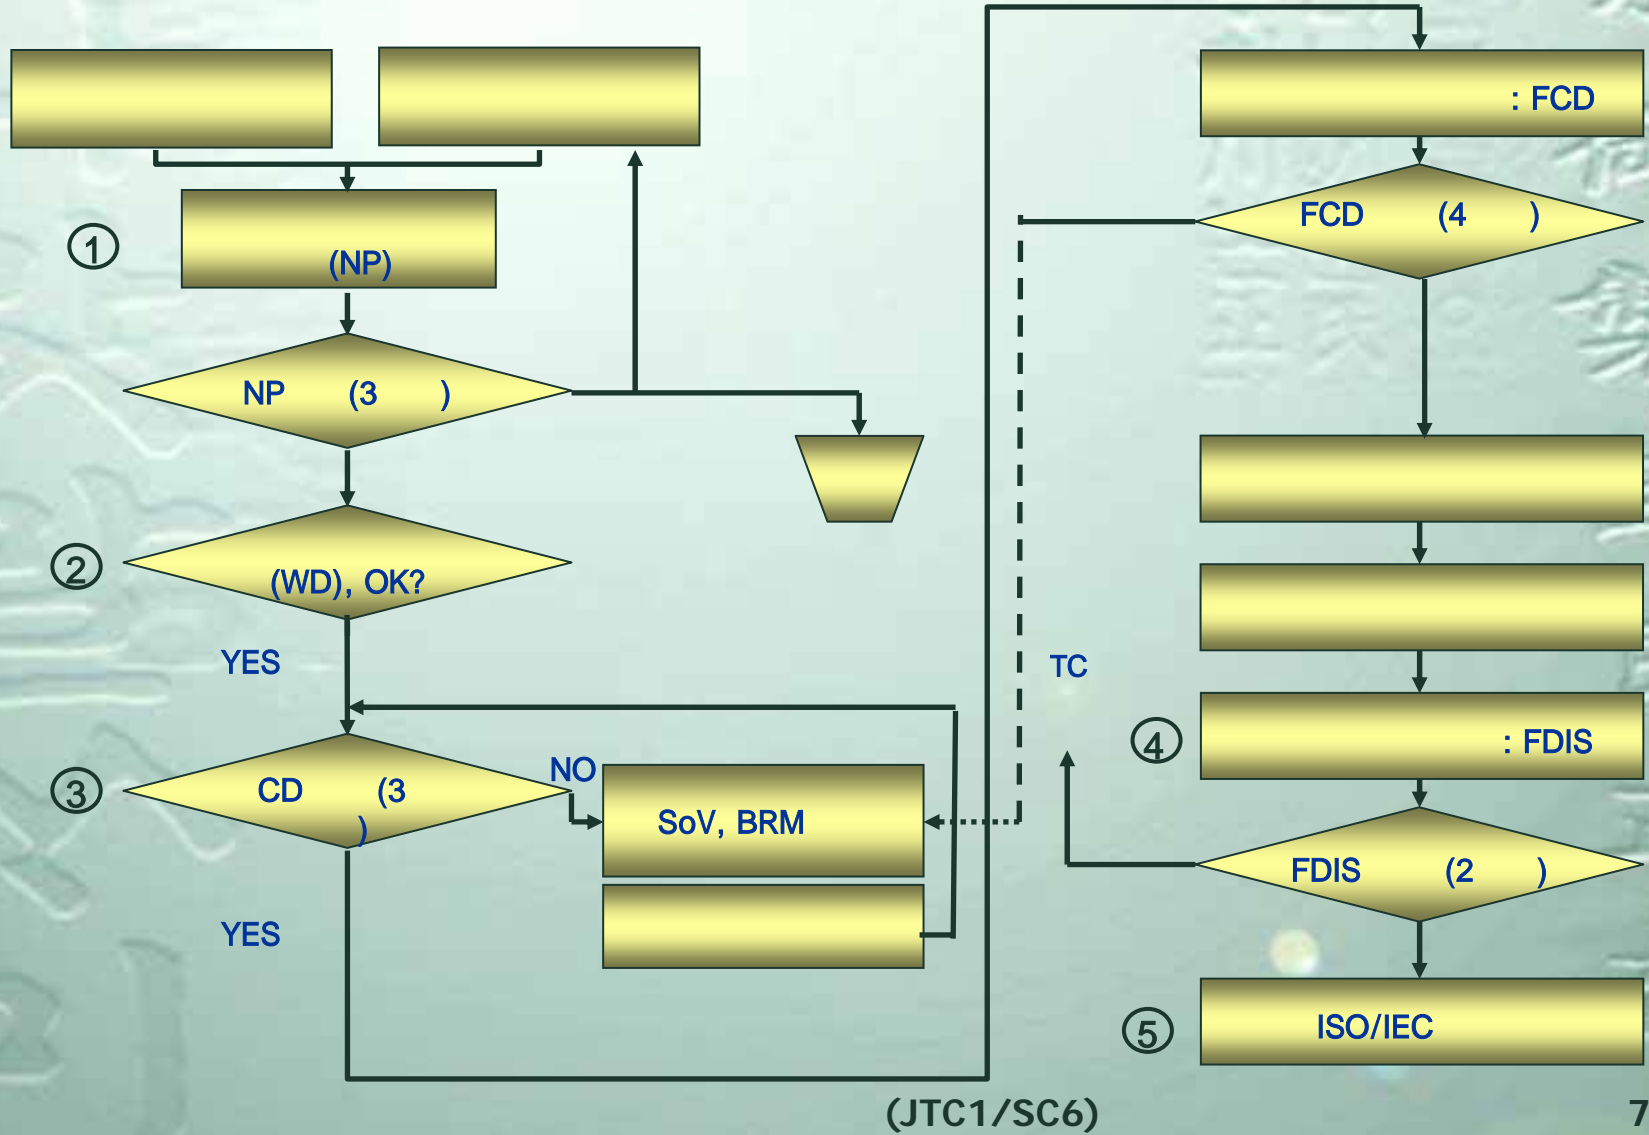 ①
(NP)
NP (3 )
②
(WD), OK?
YES
③
CD (3
)
NO
SoV, BRM
YES
: FCD
FCD (4 )
TC
④
: FDIS
FDIS (2 )
⑤
ISO/IEC
(JTC1/SC6)
7